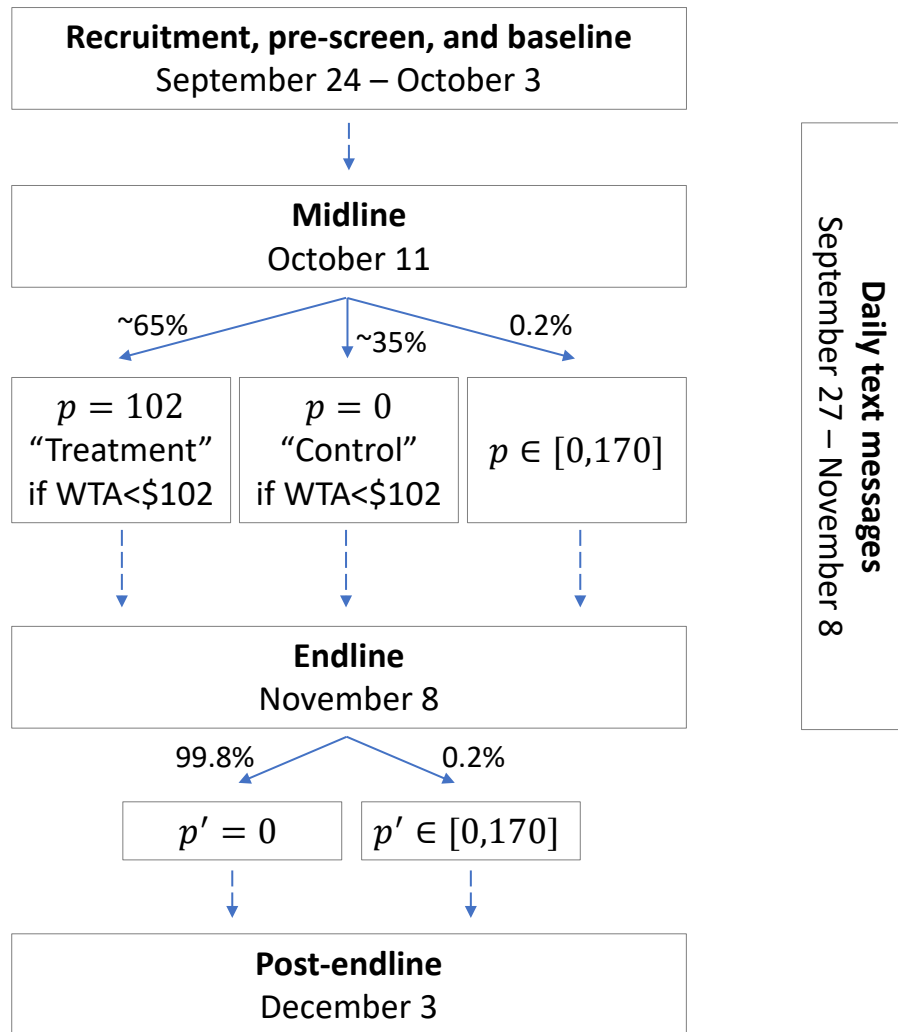 Recruitment, pre-screen, and baseline
September 24 – October 3
Midline
October 11
~65%
~35%
0.2%
p = 102
“Treatment”
if WTA<$102
p = 0
“Control”
if WTA<$102
p ∈ [0,170]
Endline
November 8
99.8%
0.2%
p′ = 0
p′ ∈ [0,170]
Post-endline
December 3
Daily text messages
September 27 – November 8